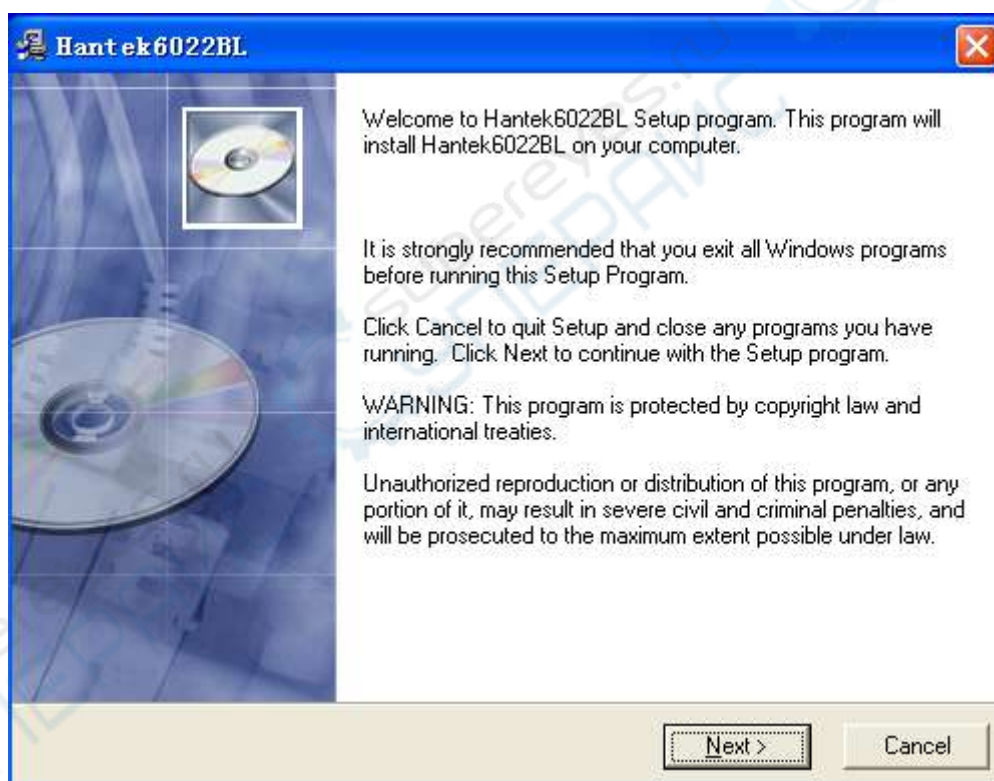 Hantek6022BL
Welcome to Hantek6022BL Setup program. This program will
install Hantek6022BL on your computer.
It is strongly recommended that you exit all Windows programs
before running this Setup Program.
Click Cancel to quit Setup and close any programs you have
running.  Click Next to continue with the Setup program.
WARNING: This program is protected by copyright law and
international treaties.
Unauthorized reproduction or distribution of this program, or any
portion of it, may result in severe civil and criminal penalties, and
will be prosecuted to the maximum extent possible under law.
Next >
Cancel
supereyes.ru
СУПЕРАЙС